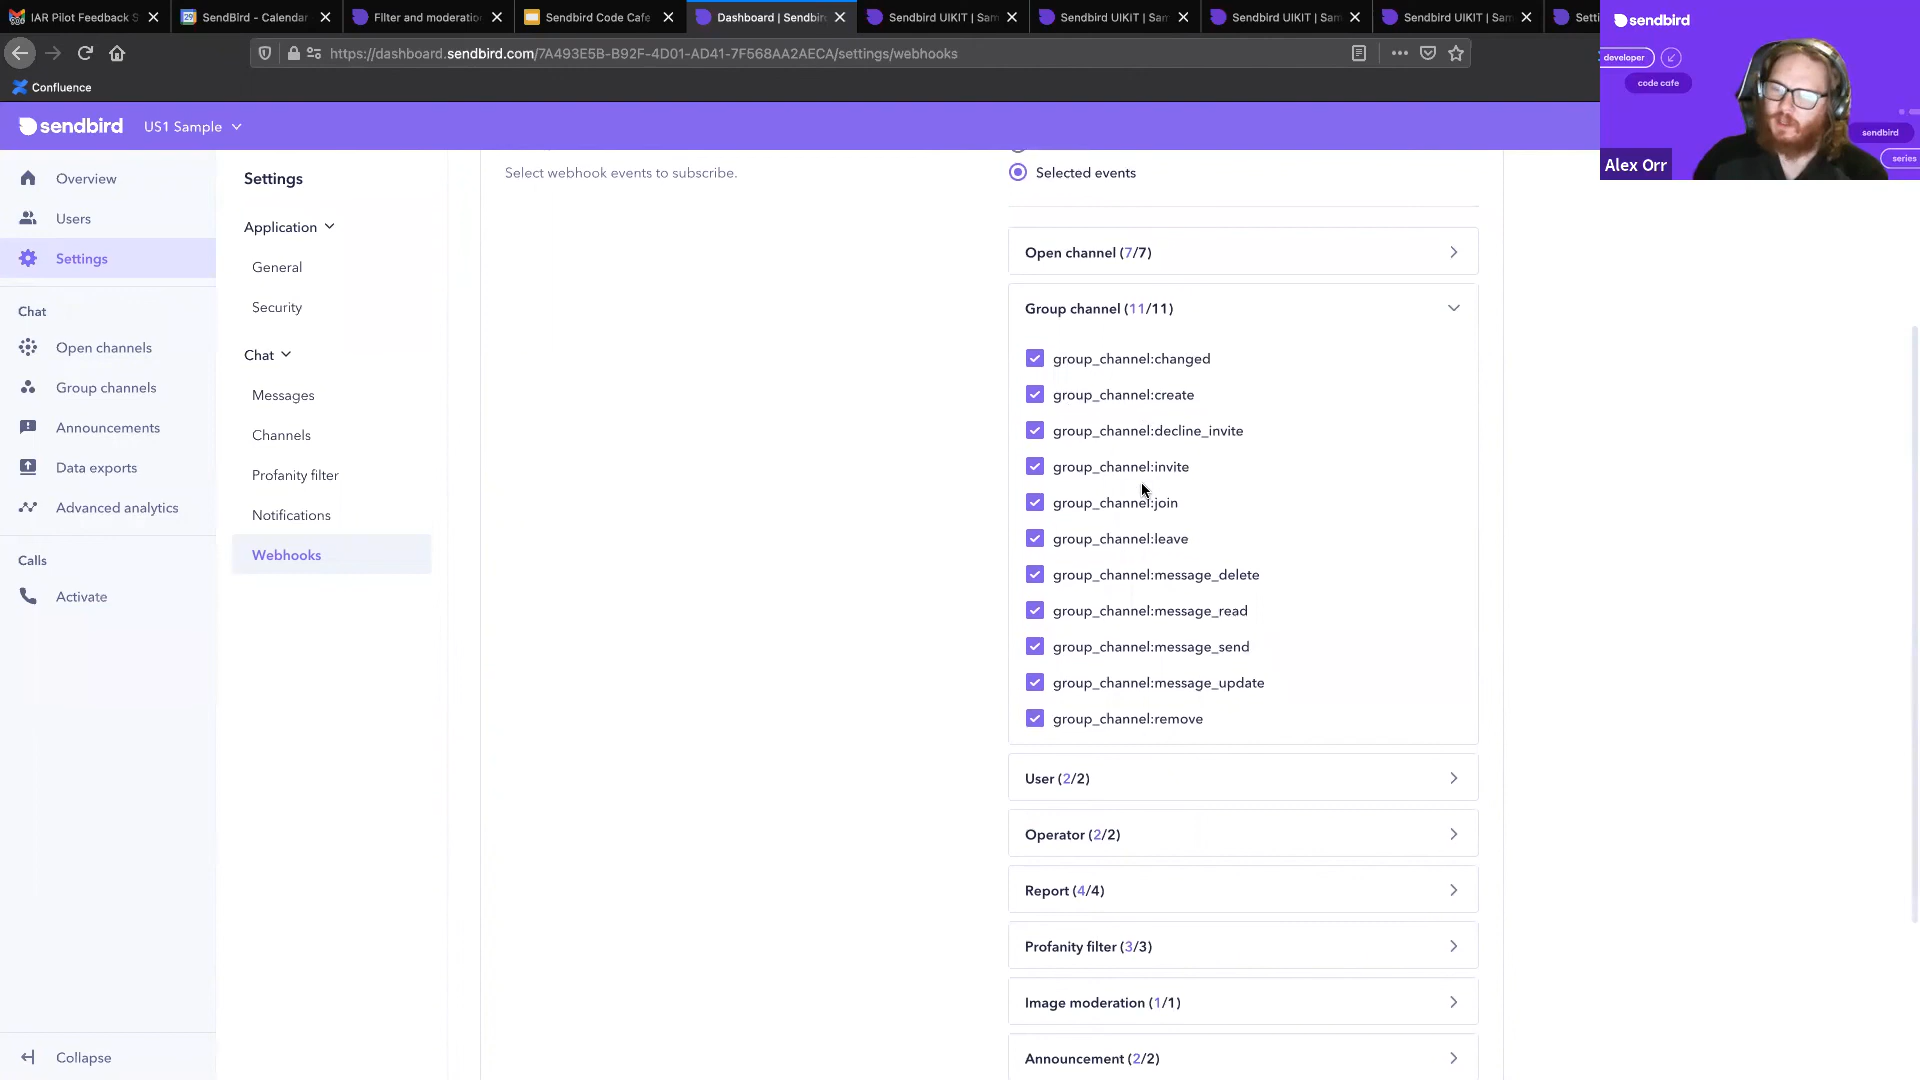 IAR Pilot Feedback S
SendBird - Calendar
Filter and moderatio
Sendbird Code Cafe
Dashboard | Sendbir
Sendbird UIKIT | Sam
Sendbird UIKIT | Sam
Sendbird UIKIT | Sam
Sendbird UIKIT | Sam
Setti
https://dashboard.sendbird.com/7A493E5B-B92F-4D01-AD41-7F568AA2AECA/settings/webhooks
Confluence
sendbird
developer
code cafe
sendbird
series
Alex Orr
sendbird
US1 Sample
Overview
Users
Settings
Chat
Open channels
Group channels
Announcements
Data exports
Advanced analytics
Calls
Activate
Collapse
Settings
Application
General
Security
Chat
Messages
Channels
Profanity filter
Notifications
Webhooks
Select webhook events to subscribe.
Selected events
Open channel (7/7)
Group channel (11/11)
group_channel:changed
group_channel:create
group_channel:decline_invite
group_channel:invite
group_channel:join
group_channel:leave
group_channel:message_delete
group_channel:message_read
group_channel:message_send
group_channel:message_update
group_channel:remove
User (2/2)
Operator (2/2)
Report (4/4)
Profanity filter (3/3)
Image moderation (1/1)
Announcement (2/2)